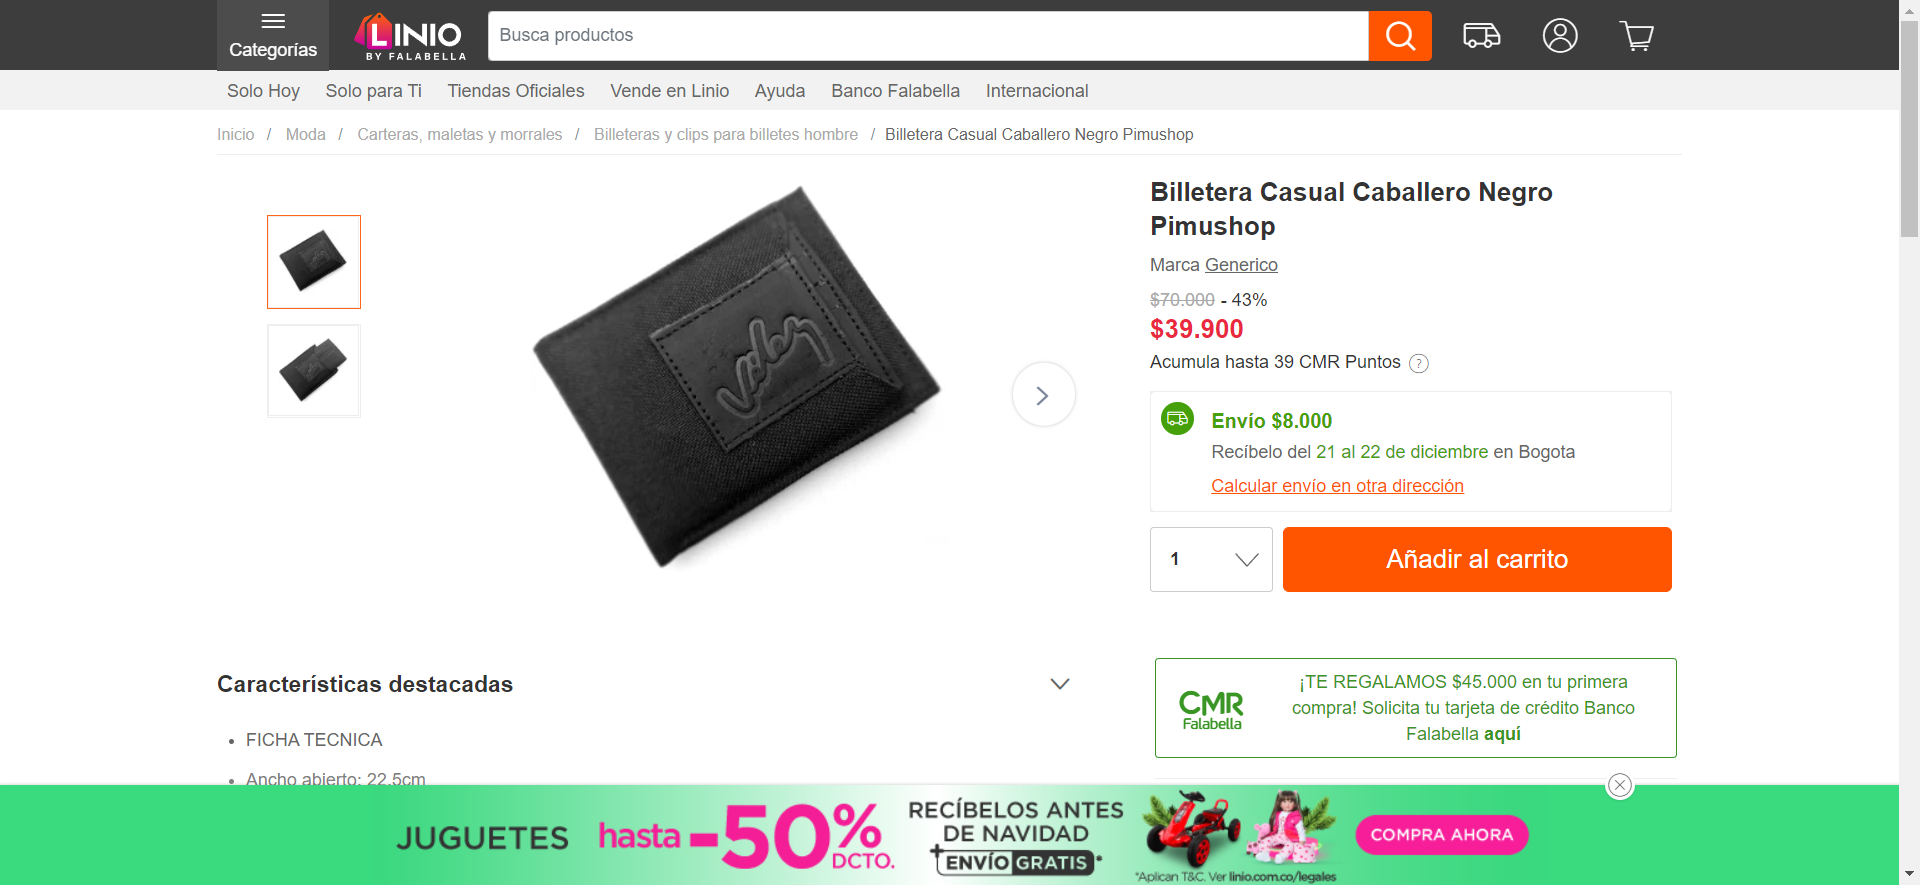 Categorías
LINIO
BY FALABELLA
Busca productos
Solo Hoy
Solo para Ti
Tiendas Oficiales
Vende en Linio
Ayuda
Banco Falabella
Internacional
Inicio / Moda / Carteras, maletas y morrales / Billeteras y clips para billetes hombre / Billetera Casual Caballero Negro Pimushop
Billetera Casual Caballero Negro
Pimushop
Marca Generico
$70.000 - 43%
$39.900
Acumula hasta 39 CMR Puntos ?
Envío $8.000
Recíbelo del 21 al 22 de diciembre en Bogota
Calcular envío en otra dirección
1
Añadir al carrito
Características destacadas
• FICHA TECNICA
• Ancho abierto: 22.5cm
CMR
Falabella
¡TE REGALAMOS $45.000 en tu primera
compra! Solicita tu tarjeta de crédito Banco
Falabella aquí
JUGUETES hasta -50% DCTO.
RECÍBELOS ANTES
DE NAVIDAD
+ENVÍO GRATIS*
*Aplican T&C. Ver linio.com.co/legales
COMPRA AHORA